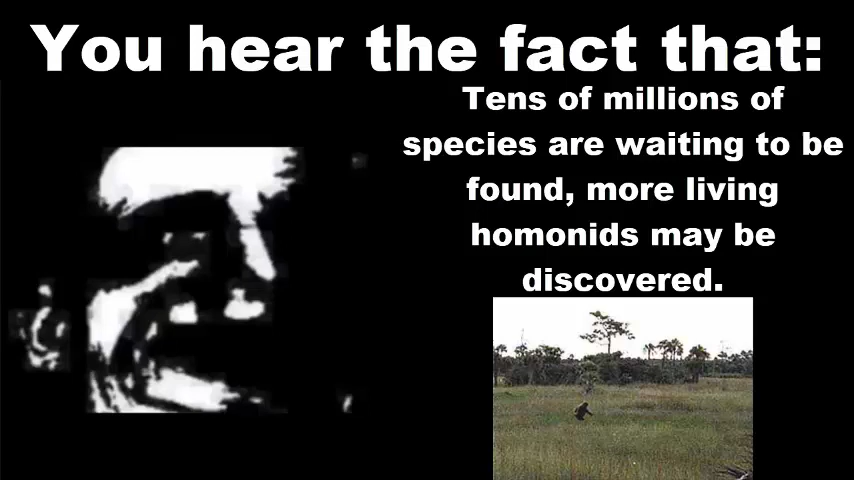 You hear the fact that:
Tens of millions of
species are waiting to be
found, more living
homonids may be
discovered.